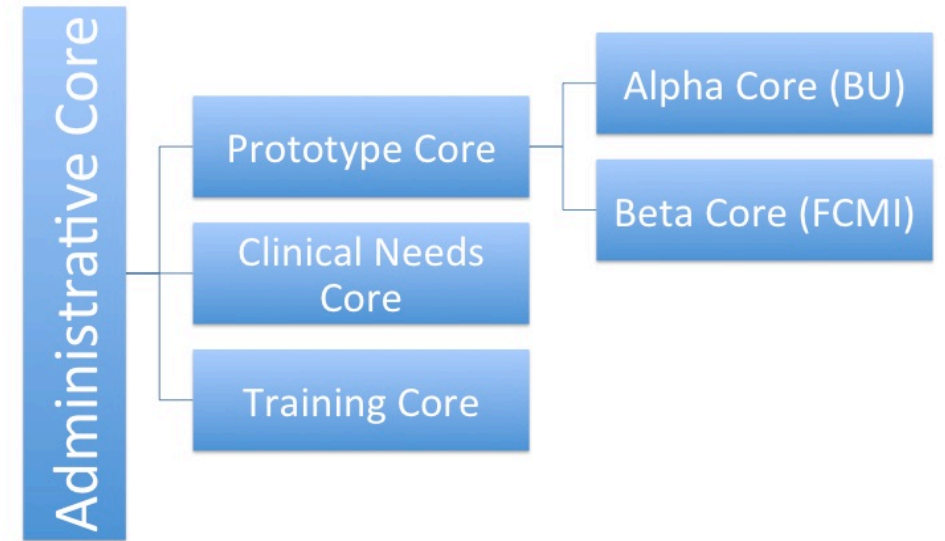 Administrative Core
Prototype Core
Clinical Needs
Core
Training Core
Alpha Core (BU)
Beta Core (FCMI)